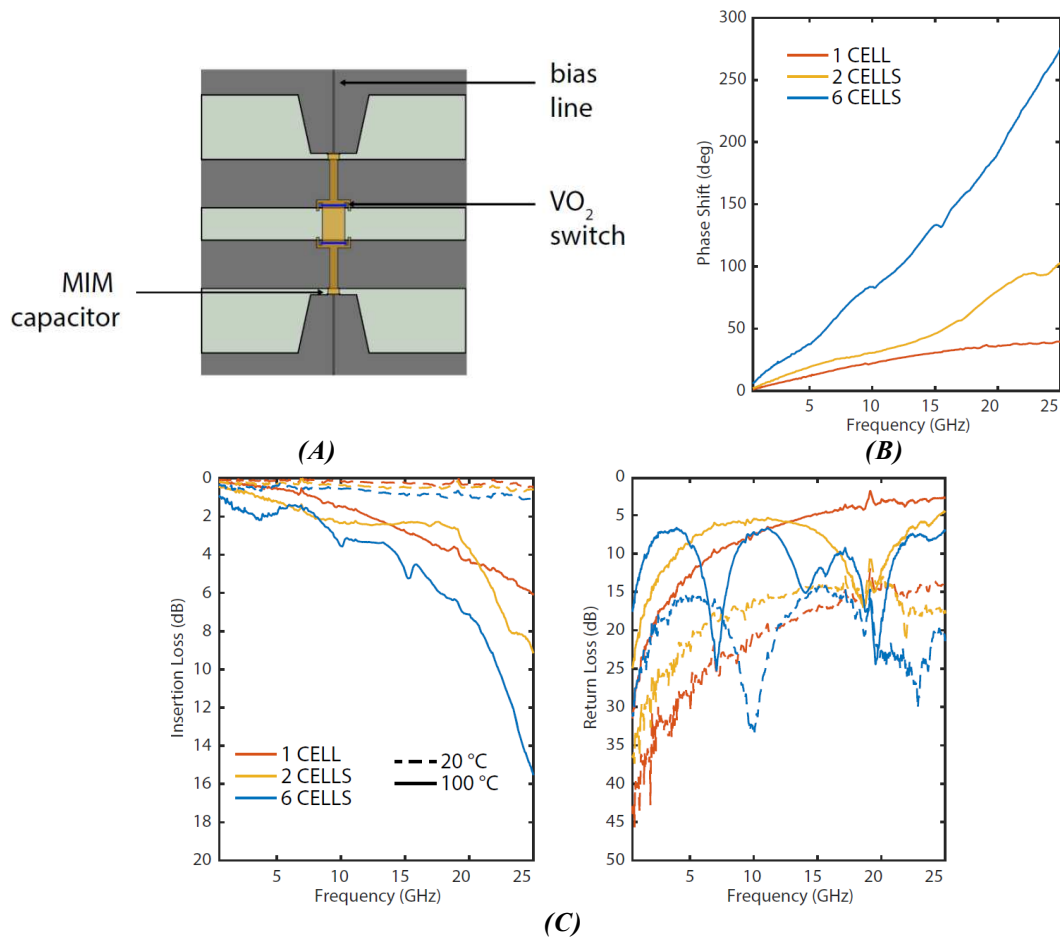 bias
line
VO2
switch
MIM
capacitor
(A)
300
250
200
150
100
50
0
Phase Shift (deg)
1 CELL
2 CELLS
6 CELLS
5 10 15 20 25
Frequency (GHz)
(B)
0
2
4
6
8
10
12
14
16
18
20
Insertion Loss (dB)
1 CELL
2 CELLS
6 CELLS
20 °C
100 °C
5 10 15 20 25
Frequency (GHz)
0
5
10
15
20
25
30
35
40
45
50
Return Loss (dB)
5 10 15 20 25
Frequency (GHz)
(C)